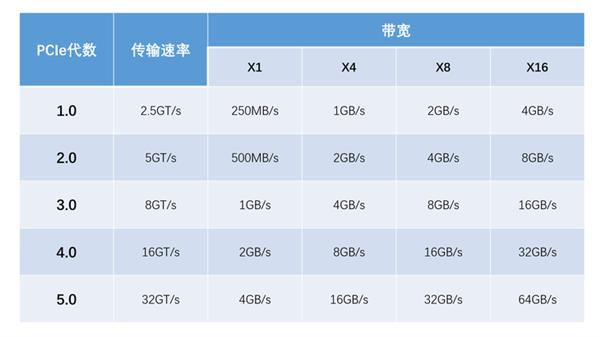 PCIe代数 传输速率 带宽
X1 X4 X8 X16
1.0 2.5GT/s 250MB/s 1GB/s 2GB/s 4GB/s
2.0 5GT/s 500MB/s 2GB/s 4GB/s 8GB/s
3.0 8GT/s 1GB/s 4GB/s 8GB/s 16GB/s
4.0 16GT/s 2GB/s 8GB/s 16GB/s 32GB/s
5.0 32GT/s 4GB/s 16GB/s 32GB/s 64GB/s